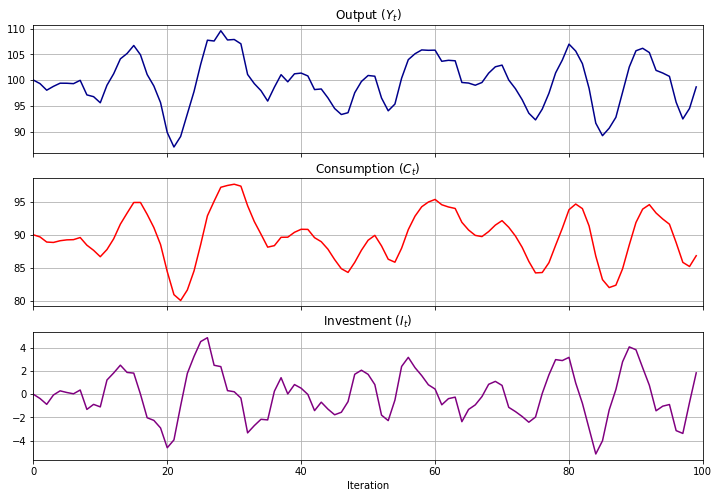 Output (Y_t)
110
105
100
95
90
Consumption (C_t)
95
90
85
80
Investment (I_t)
4
2
0
−2
−4
0 20 40 60 80 100
Iteration